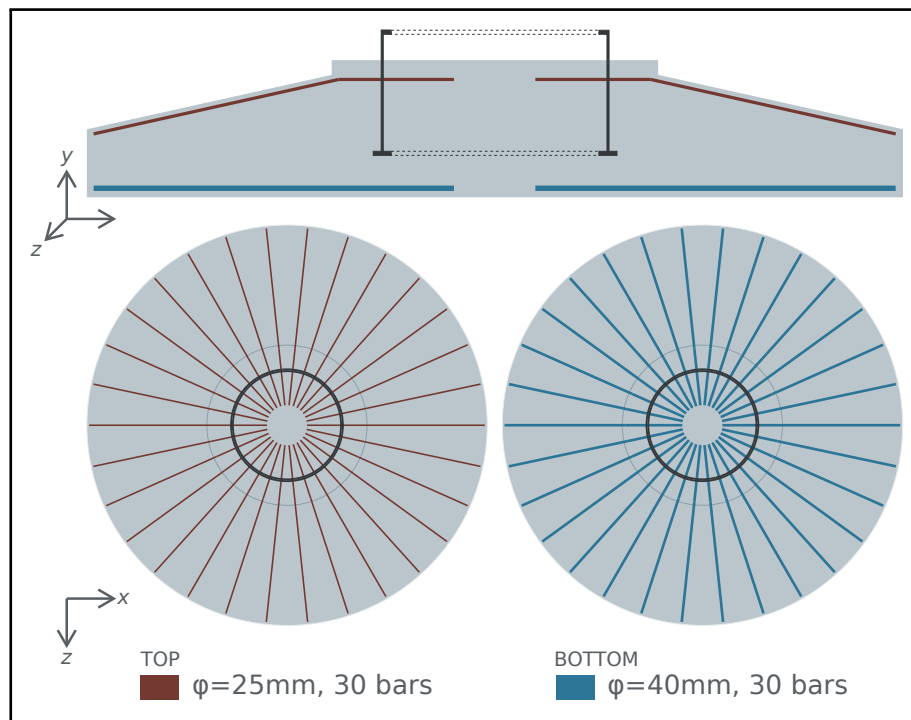 y
z
x
z
TOP
φ=25mm, 30 bars
BOTTOM
φ=40mm, 30 bars